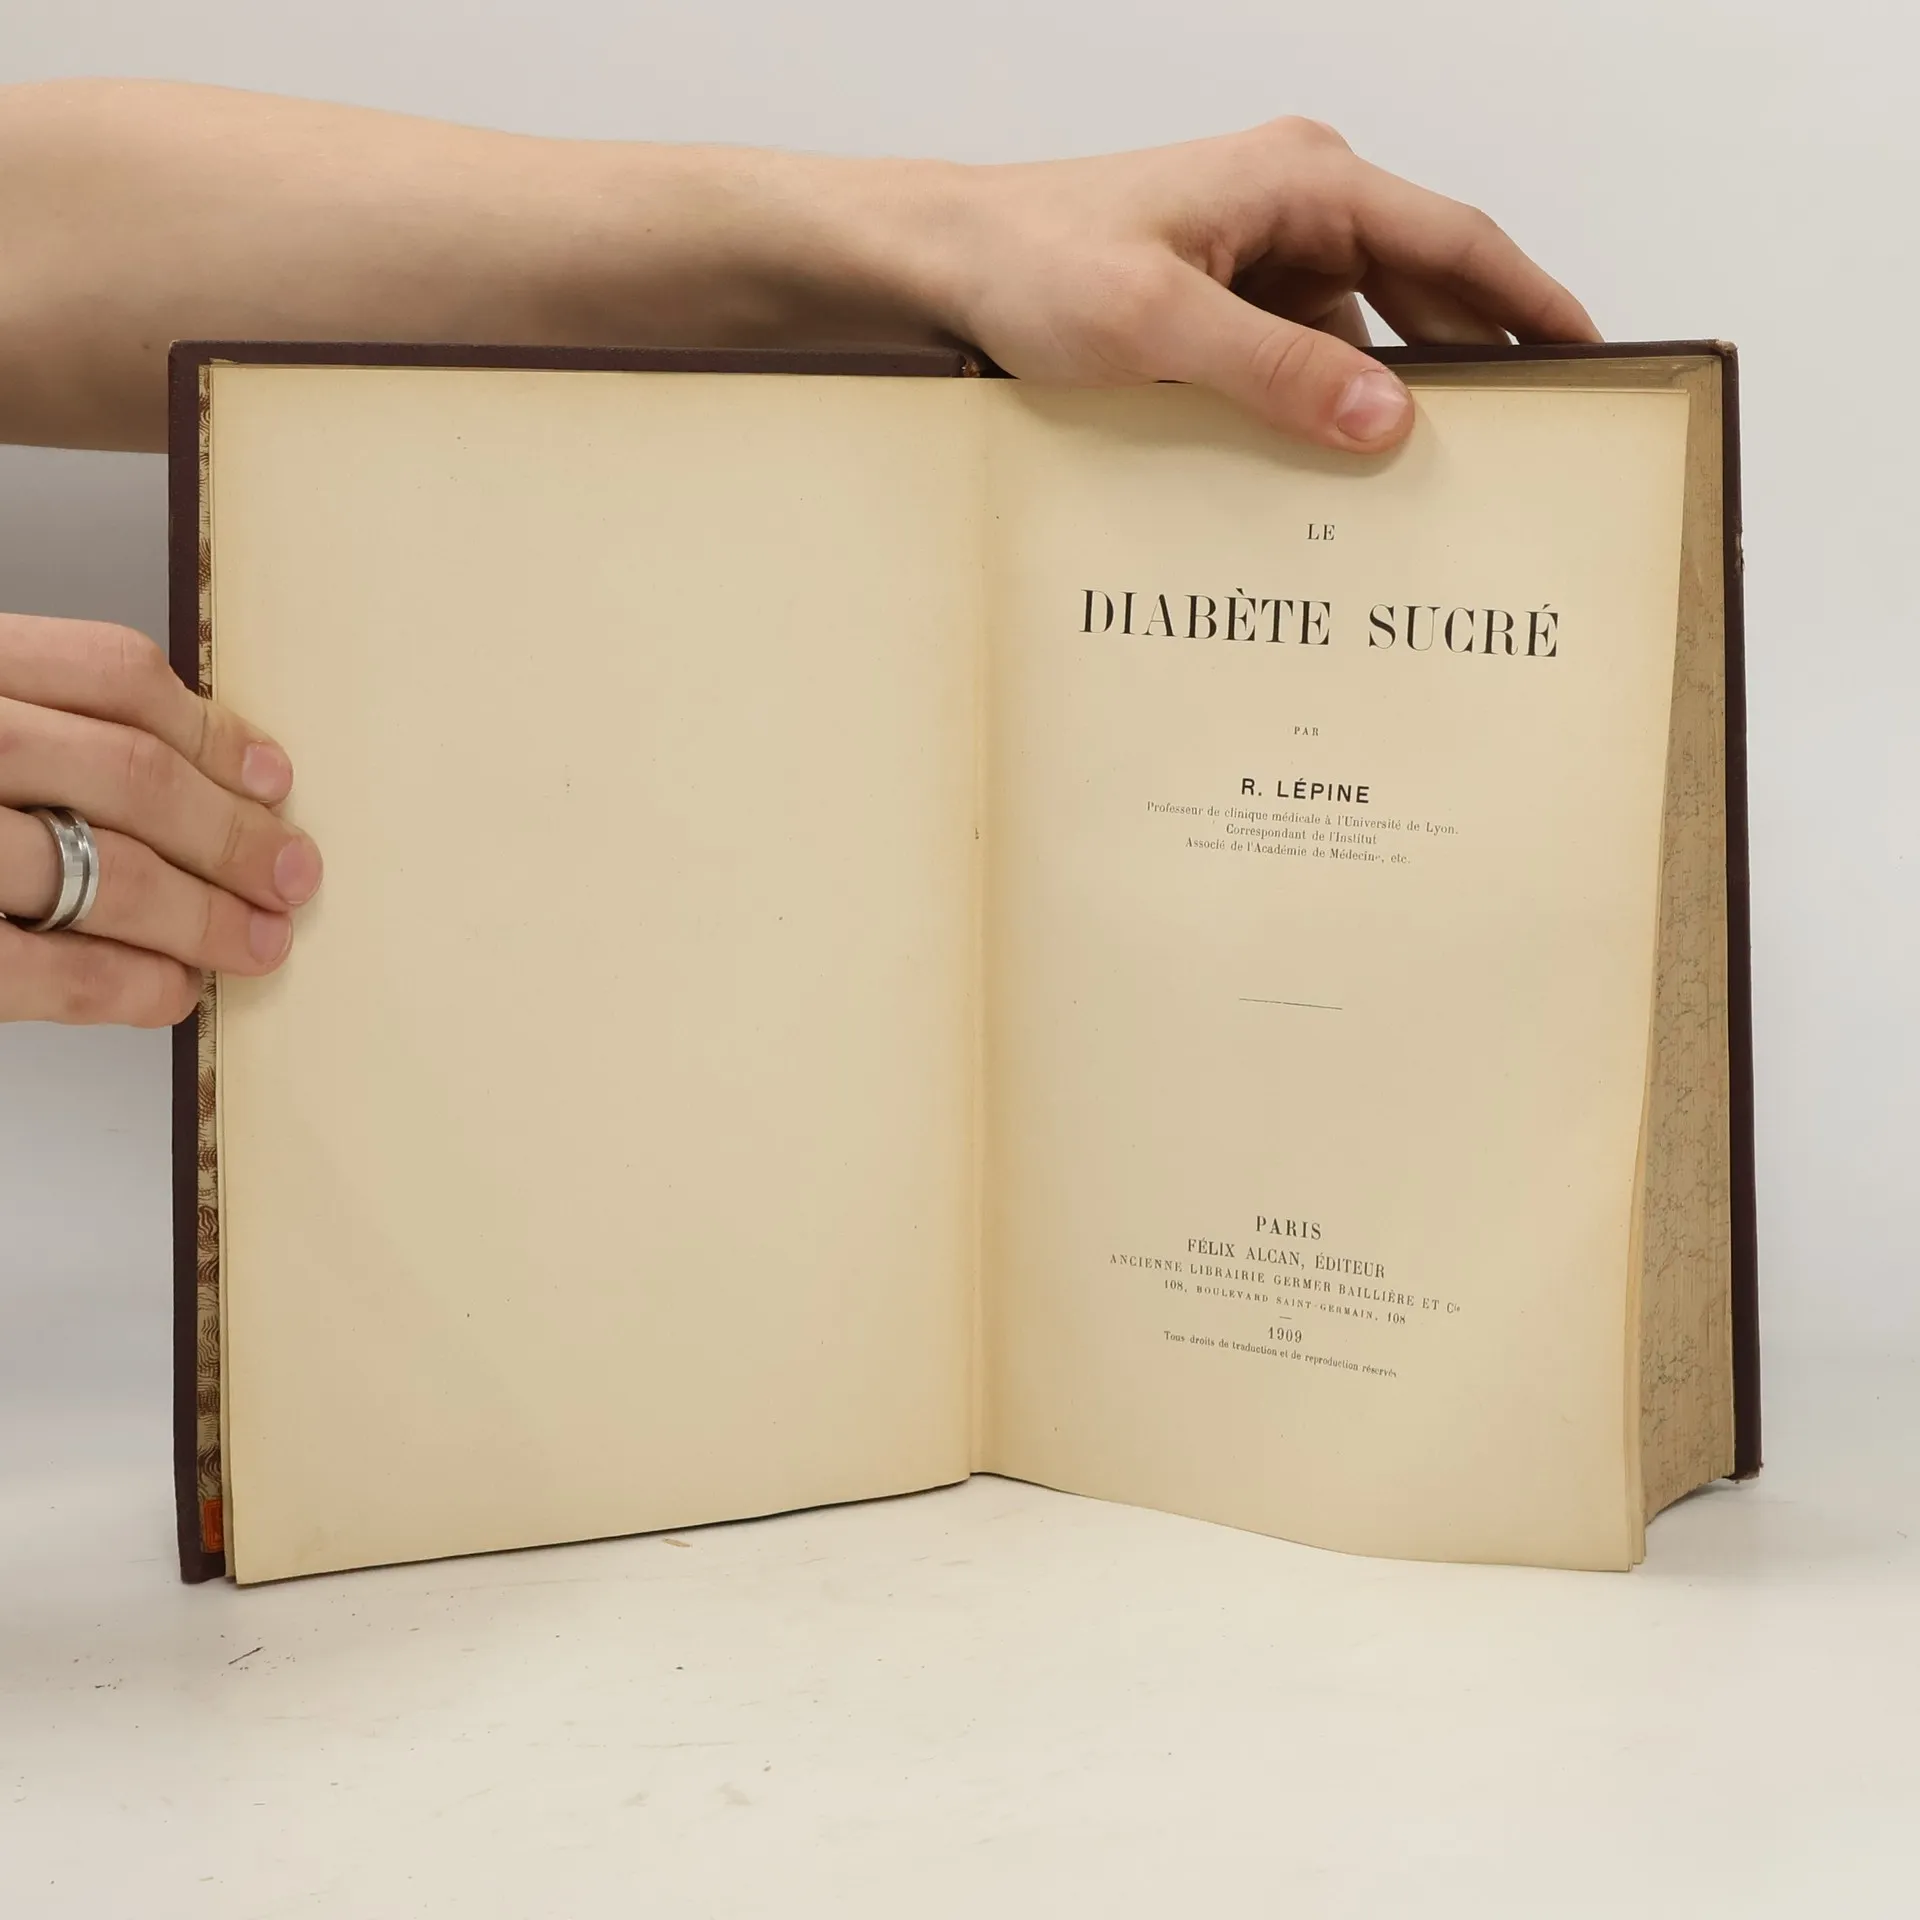 LE
DIABÈTE SUCRÉ
PAR
R. LÉPINE
Professeur de clinique médicale à l'Université de Lyon.
Correspondant de l'Institut
Associé de l'Académie de Médecine, etc.
PARIS
FÉLIX ALCAN, ÉDITEUR
ANCIENNE LIBRAIRIE GERMER BAILLIÈRE ET Cie
108, BOULEVARD SAINT-GERMAIN, 108
1909
Tous droits de traduction et de reproduction réservés